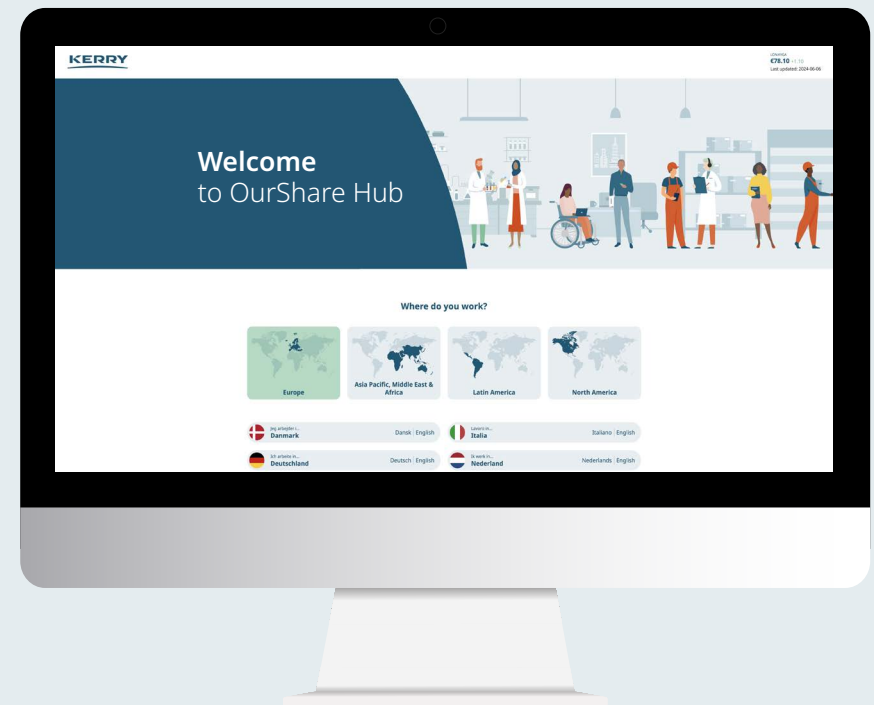 KERRY
€78.10 +1.10
Last updated: 2024-06-06
Welcome
to OurShare Hub
Where do you work?
Europe
Asia Pacific, Middle East &
Africa
Latin America
North America
Jeg arbejder i...
Danmark
Dansk | English
Lavoro in...
Italia
Italiano | English
Ich arbeite in...
Deutschland
Deutsch | English
Ik werk in...
Nederland
Nederlands | English